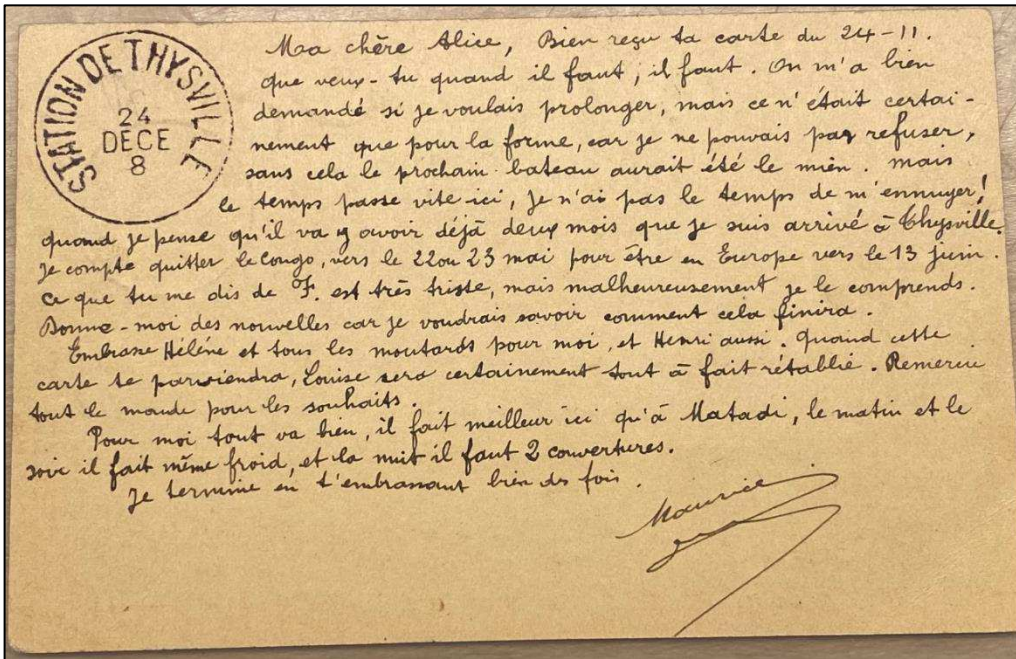 STATION DE THYSVILLE
24
DECE
8
Ma chère Alice, Bien reçu ta carte du 24-11.
que veux-tu quand il faut, il faut. On m'a bien
demandé si je voulais prolonger, mais ce n'était certai-
nement que pour la forme, car je ne pouvais pas refuser,
sans cela le prochain bateau aurait été le mien. Mais
le temps passe vite ici, je n'ai pas le temps de m'ennuyer!
quand je pense qu'il va y avoir déjà deux mois que je suis arrivé à Thysville.
Je compte quitter le Congo, vers le 22 ou 23 mai pour être en Europe vers le 13 juin.
Ce que tu me dis de F. est très triste, mais malheureusement je le comprends.
Donne-moi des nouvelles car je voudrais savoir comment cela finira.
Embrasse Hélène et tous les moutards pour moi, et Henri aussi. Quand cette
carte te parviendra, Louise sera certainement tout à fait rétablie. Remercie
tout le monde pour les souhaits.
Pour moi tout va bien, il fait meilleur ici qu'à Matadi, le matin et le
soir il fait même froid, et la nuit il faut 2 couvertures.
Je termine en t'embrassant bien des fois.
Maurice